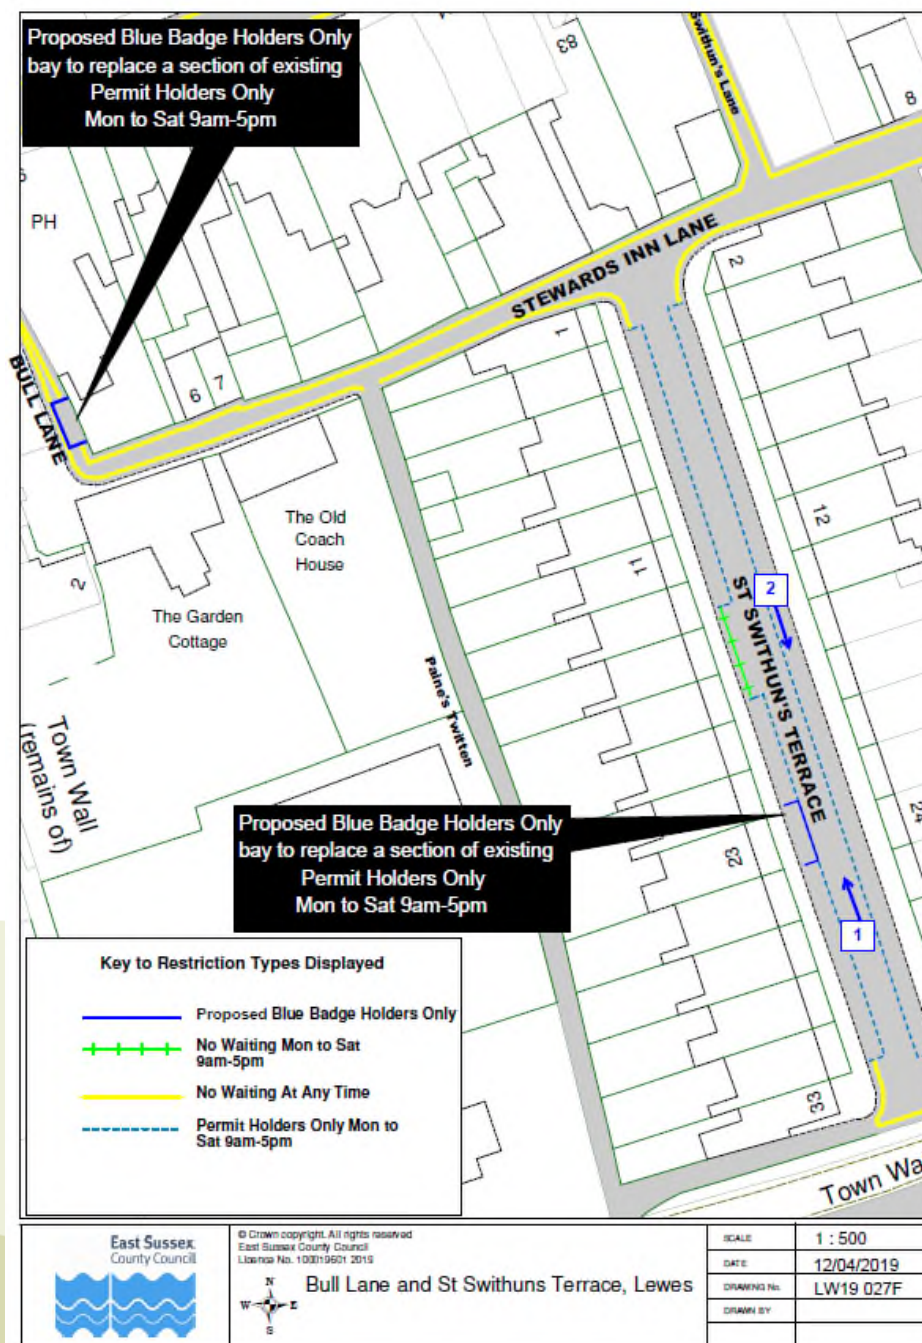 Proposed Blue Badge Holders Only
bay to replace a section of existing
Permit Holders Only
Mon to Sat 9am-5pm
83
Swithun's Lane
8
PH
STEWARDS INN LANE
2
1
BULL LANE
6
7
The Old
Coach
House
12
11
2
2
The Garden
Cottage
ST SWITHUN'S TERRACE
Paine's Twitten
Town Wall
(remains of)
Proposed Blue Badge Holders Only
bay to replace a section of existing
Permit Holders Only
Mon to Sat 9am-5pm
24
23
1
Key to Restriction Types Displayed
Proposed Blue Badge Holders Only
No Waiting Mon to Sat
9am-5pm
No Waiting At Any Time
Permit Holders Only Mon to
Sat 9am-5pm
33
Town Wa
East Sussex
County Council
© Crown copyright. All rights reserved
East Sussex County Council
Licence No. 100019601 2019
N
W E
S
Bull Lane and St Swithuns Terrace, Lewes
SCALE 1 : 500
DATE 12/04/2019
DRAWING No. LW19 027F
DRAWN BY